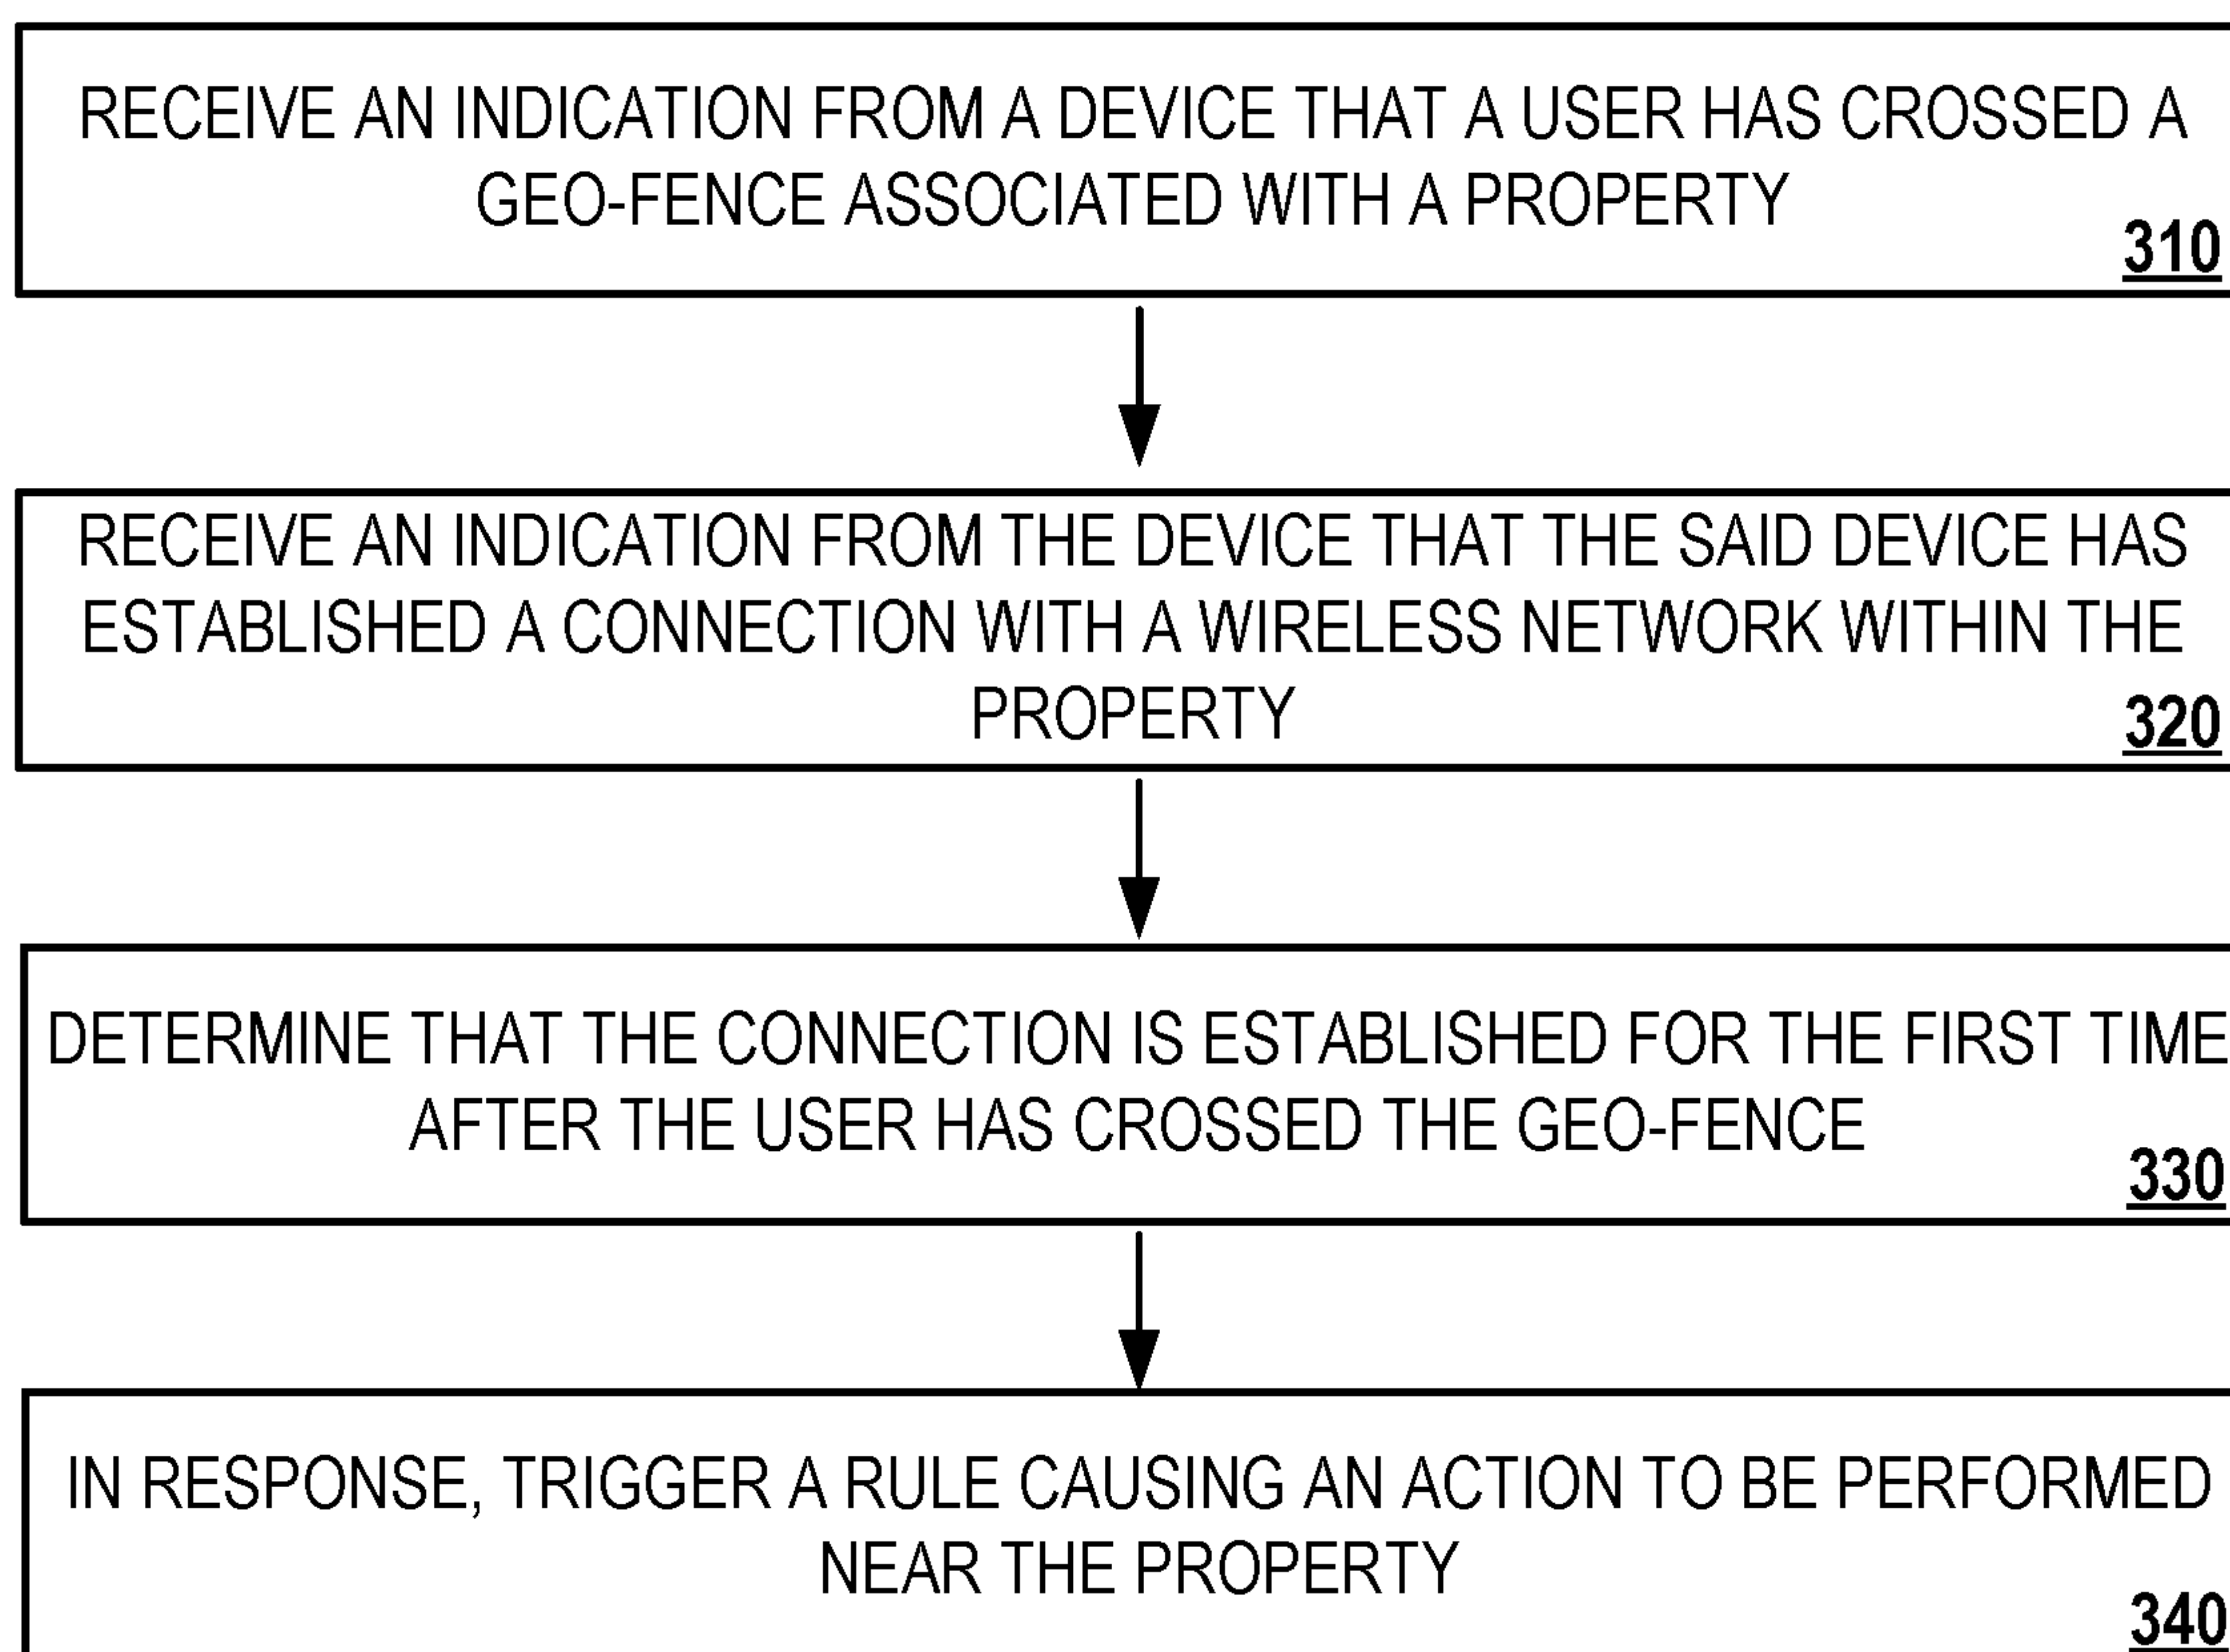 RECEIVE AN INDICATION FROM A DEVICE THAT A USER HAS CROSSED A
GEO-FENCE ASSOCIATED WITH A PROPERTY
310
RECEIVE AN INDICATION FROM THE DEVICE THAT THE SAID DEVICE HAS
ESTABLISHED A CONNECTION WITH A WIRELESS NETWORK WITHIN THE
PROPERTY
320
DETERMINE THAT THE CONNECTION IS ESTABLISHED FOR THE FIRST TIME
AFTER THE USER HAS CROSSED THE GEO-FENCE
330
IN RESPONSE, TRIGGER A RULE CAUSING AN ACTION TO BE PERFORMED
NEAR THE PROPERTY
340